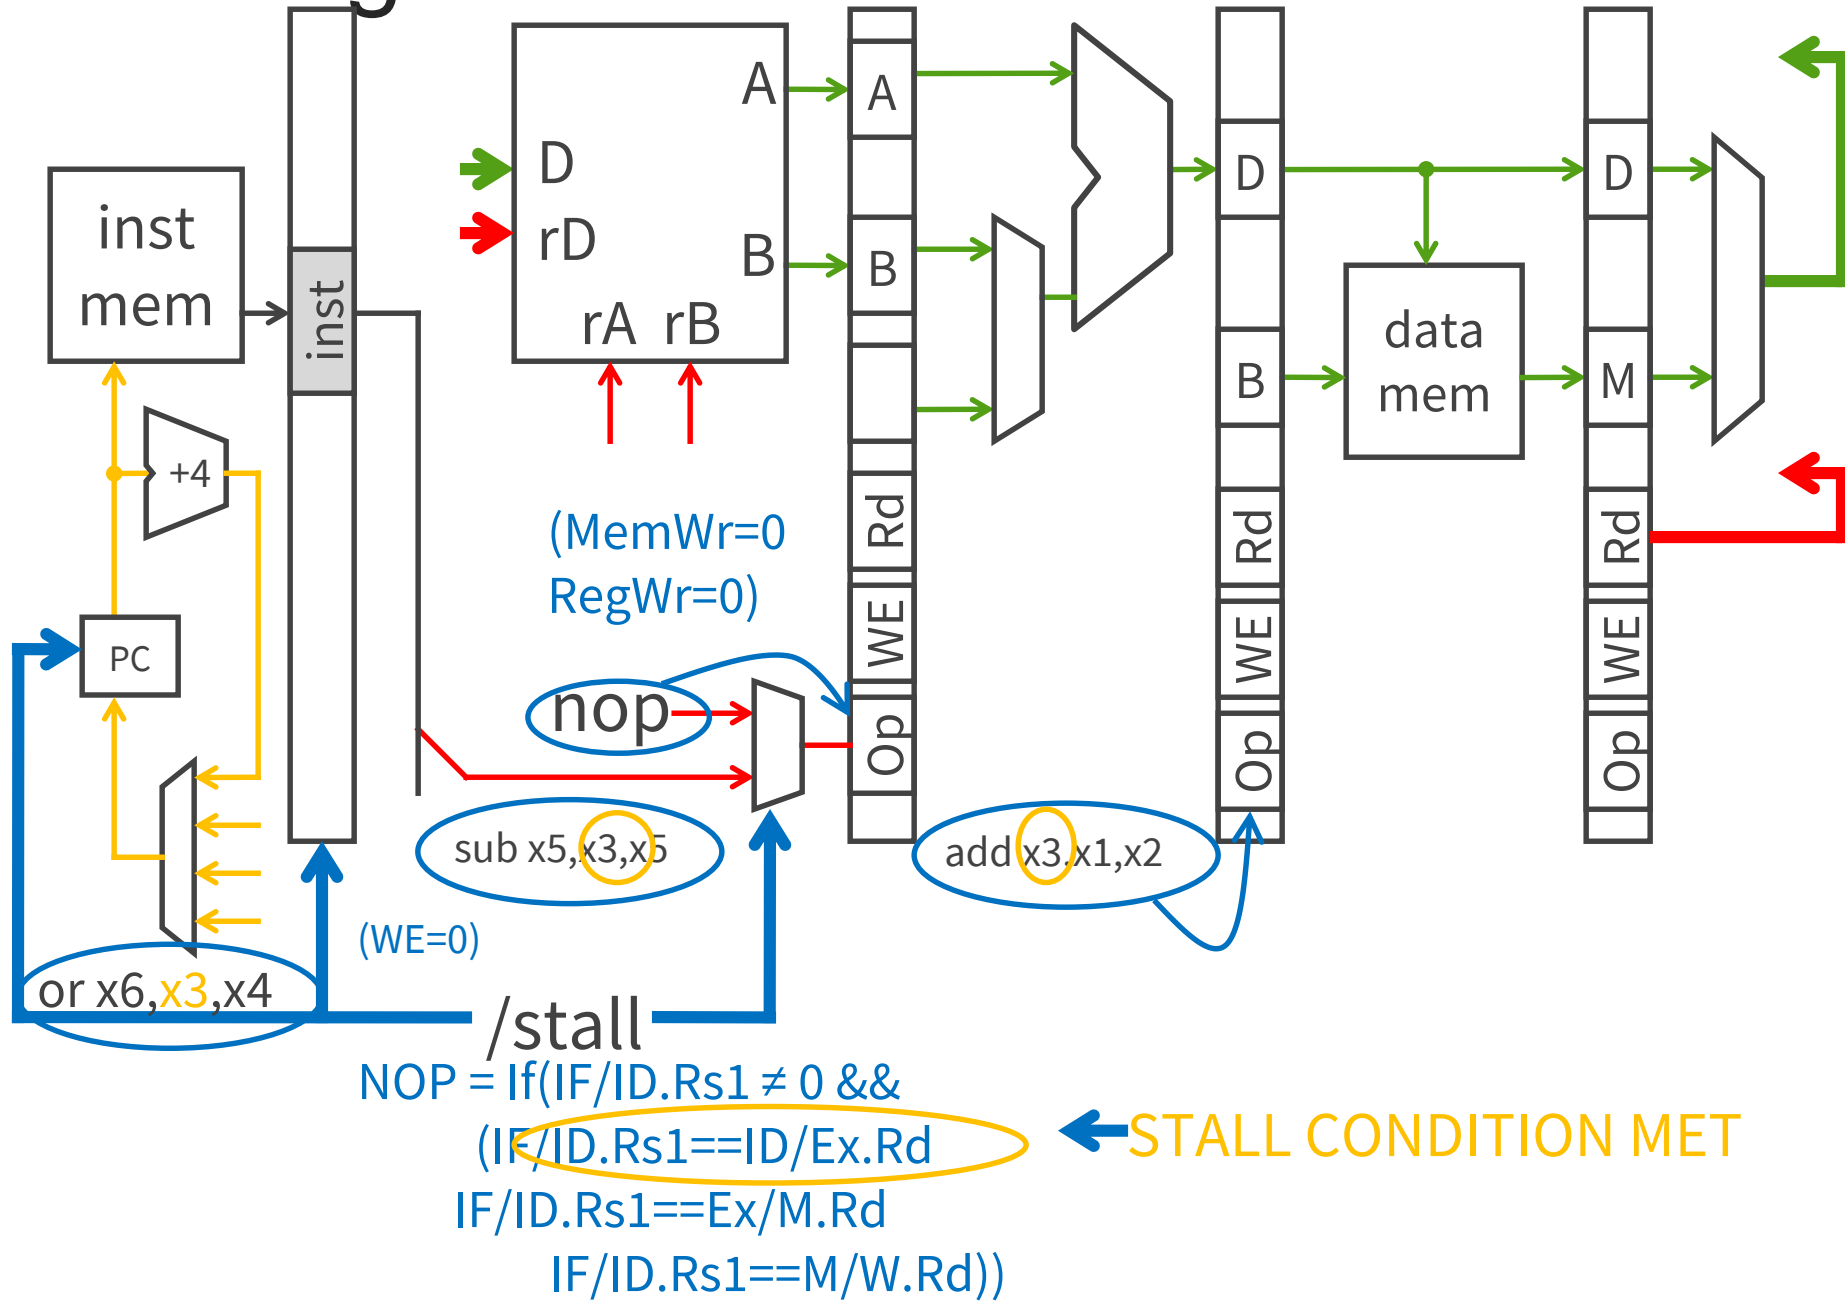 A
D
rD
B
rA rB
inst
mem
inst
+4
PC
A
B
Rd
WE
Op
D
B
Rd
WE
Op
data
mem
D
M
Rd
WE
Op
(MemWr=0
RegWr=0)
nop
sub x5,x3,x5
add x3,x1,x2
or x6,x3,x4
(WE=0)
/stall
NOP = If(IF/ID.Rs1 ≠ 0 &&
(IF/ID.Rs1==ID/Ex.Rd
IF/ID.Rs1==Ex/M.Rd
IF/ID.Rs1==M/W.Rd))
STALL CONDITION MET